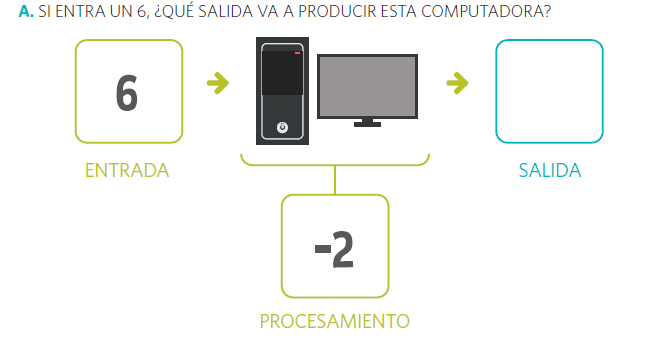 A. SI ENTRA UN 6, ¿QUÉ SALIDA VA A PRODUCIR ESTA COMPUTADORA?
6
ENTRADA
SALIDA
-2
PROCESAMIENTO